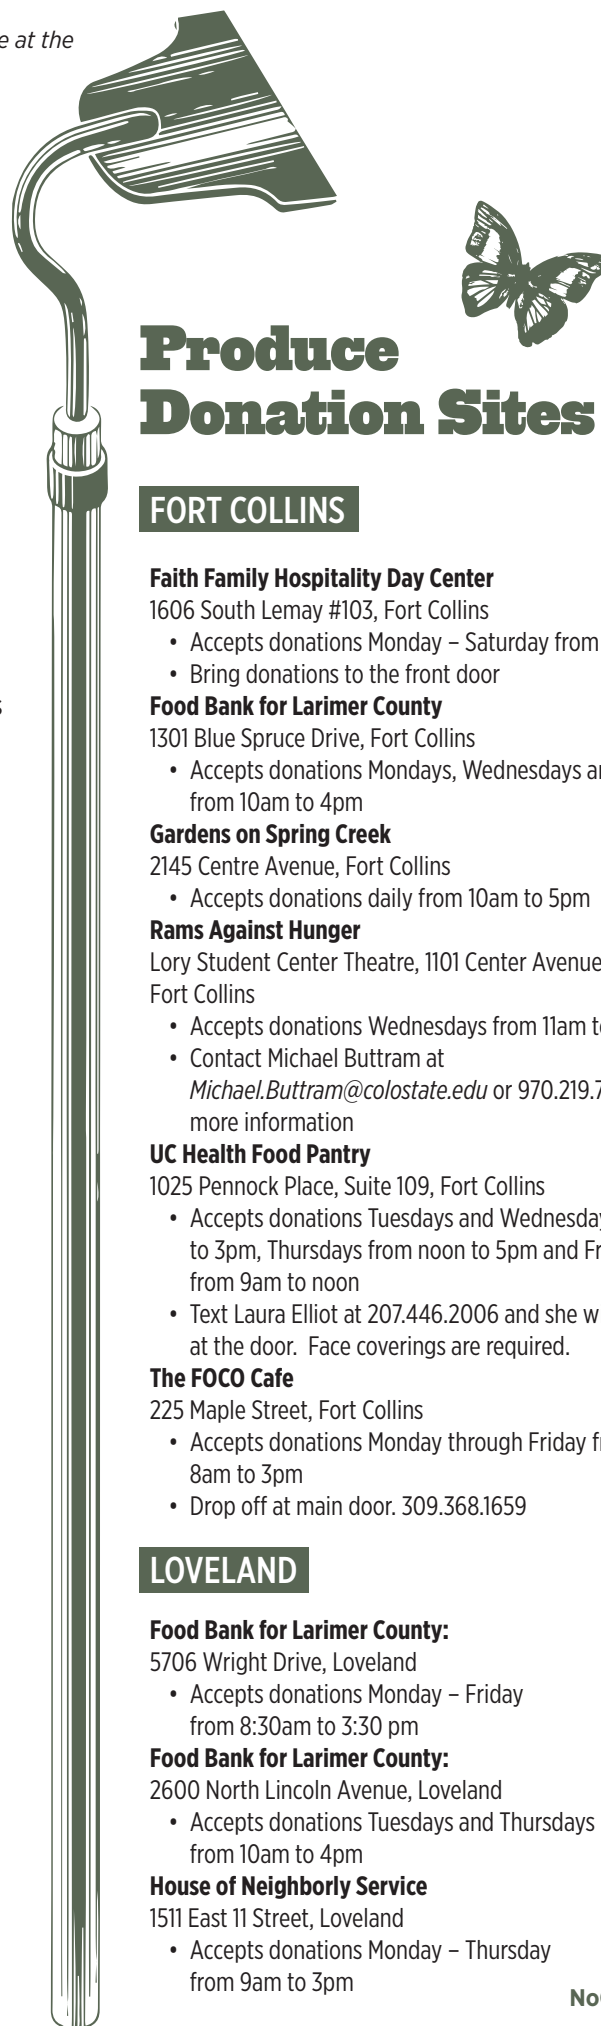 e at the
Produce
Donation Sites
FORT COLLINS
Faith Family Hospitality Day Center
1606 South Lemay #103, Fort Collins
• Accepts donations Monday – Saturday from
• Bring donations to the front door
s
Food Bank for Larimer County
1301 Blue Spruce Drive, Fort Collins
• Accepts donations Mondays, Wednesdays
from 10am to 4pm
Gardens on Spring Creek
2145 Centre Avenue, Fort Collins
• Accepts donations daily from 10am to 5pm
Rams Against Hunger
Lory Student Center Theatre, 1101 Center Avenue
Fort Collins
• Accepts donations Wednesdays from 11am
• Contact Michael Buttram at
Michael.Buttram@colostate.edu or 970.219.7
more information
UC Health Food Pantry
1025 Pennock Place, Suite 109, Fort Collins
• Accepts donations Tuesdays and Wednesday
to 3pm, Thursdays from noon to 5pm and Fr
from 9am to noon
• Text Laura Elliot at 207.446.2006 and she w
at the door. Face coverings are required.
The FOCO Cafe
225 Maple Street, Fort Collins
• Accepts donations Monday through Friday f
8am to 3pm
• Drop off at main door. 309.368.1659
LOVELAND
Food Bank for Larimer County:
5706 Wright Drive, Loveland
• Accepts donations Monday – Friday
from 8:30am to 3:30 pm
Food Bank for Larimer County:
2600 North Lincoln Avenue, Loveland
• Accepts donations Tuesdays and Thursdays
from 10am to 4pm
House of Neighborly Service
1511 East 11 Street, Loveland
• Accepts donations Monday – Thursday
from 9am to 3pm
No